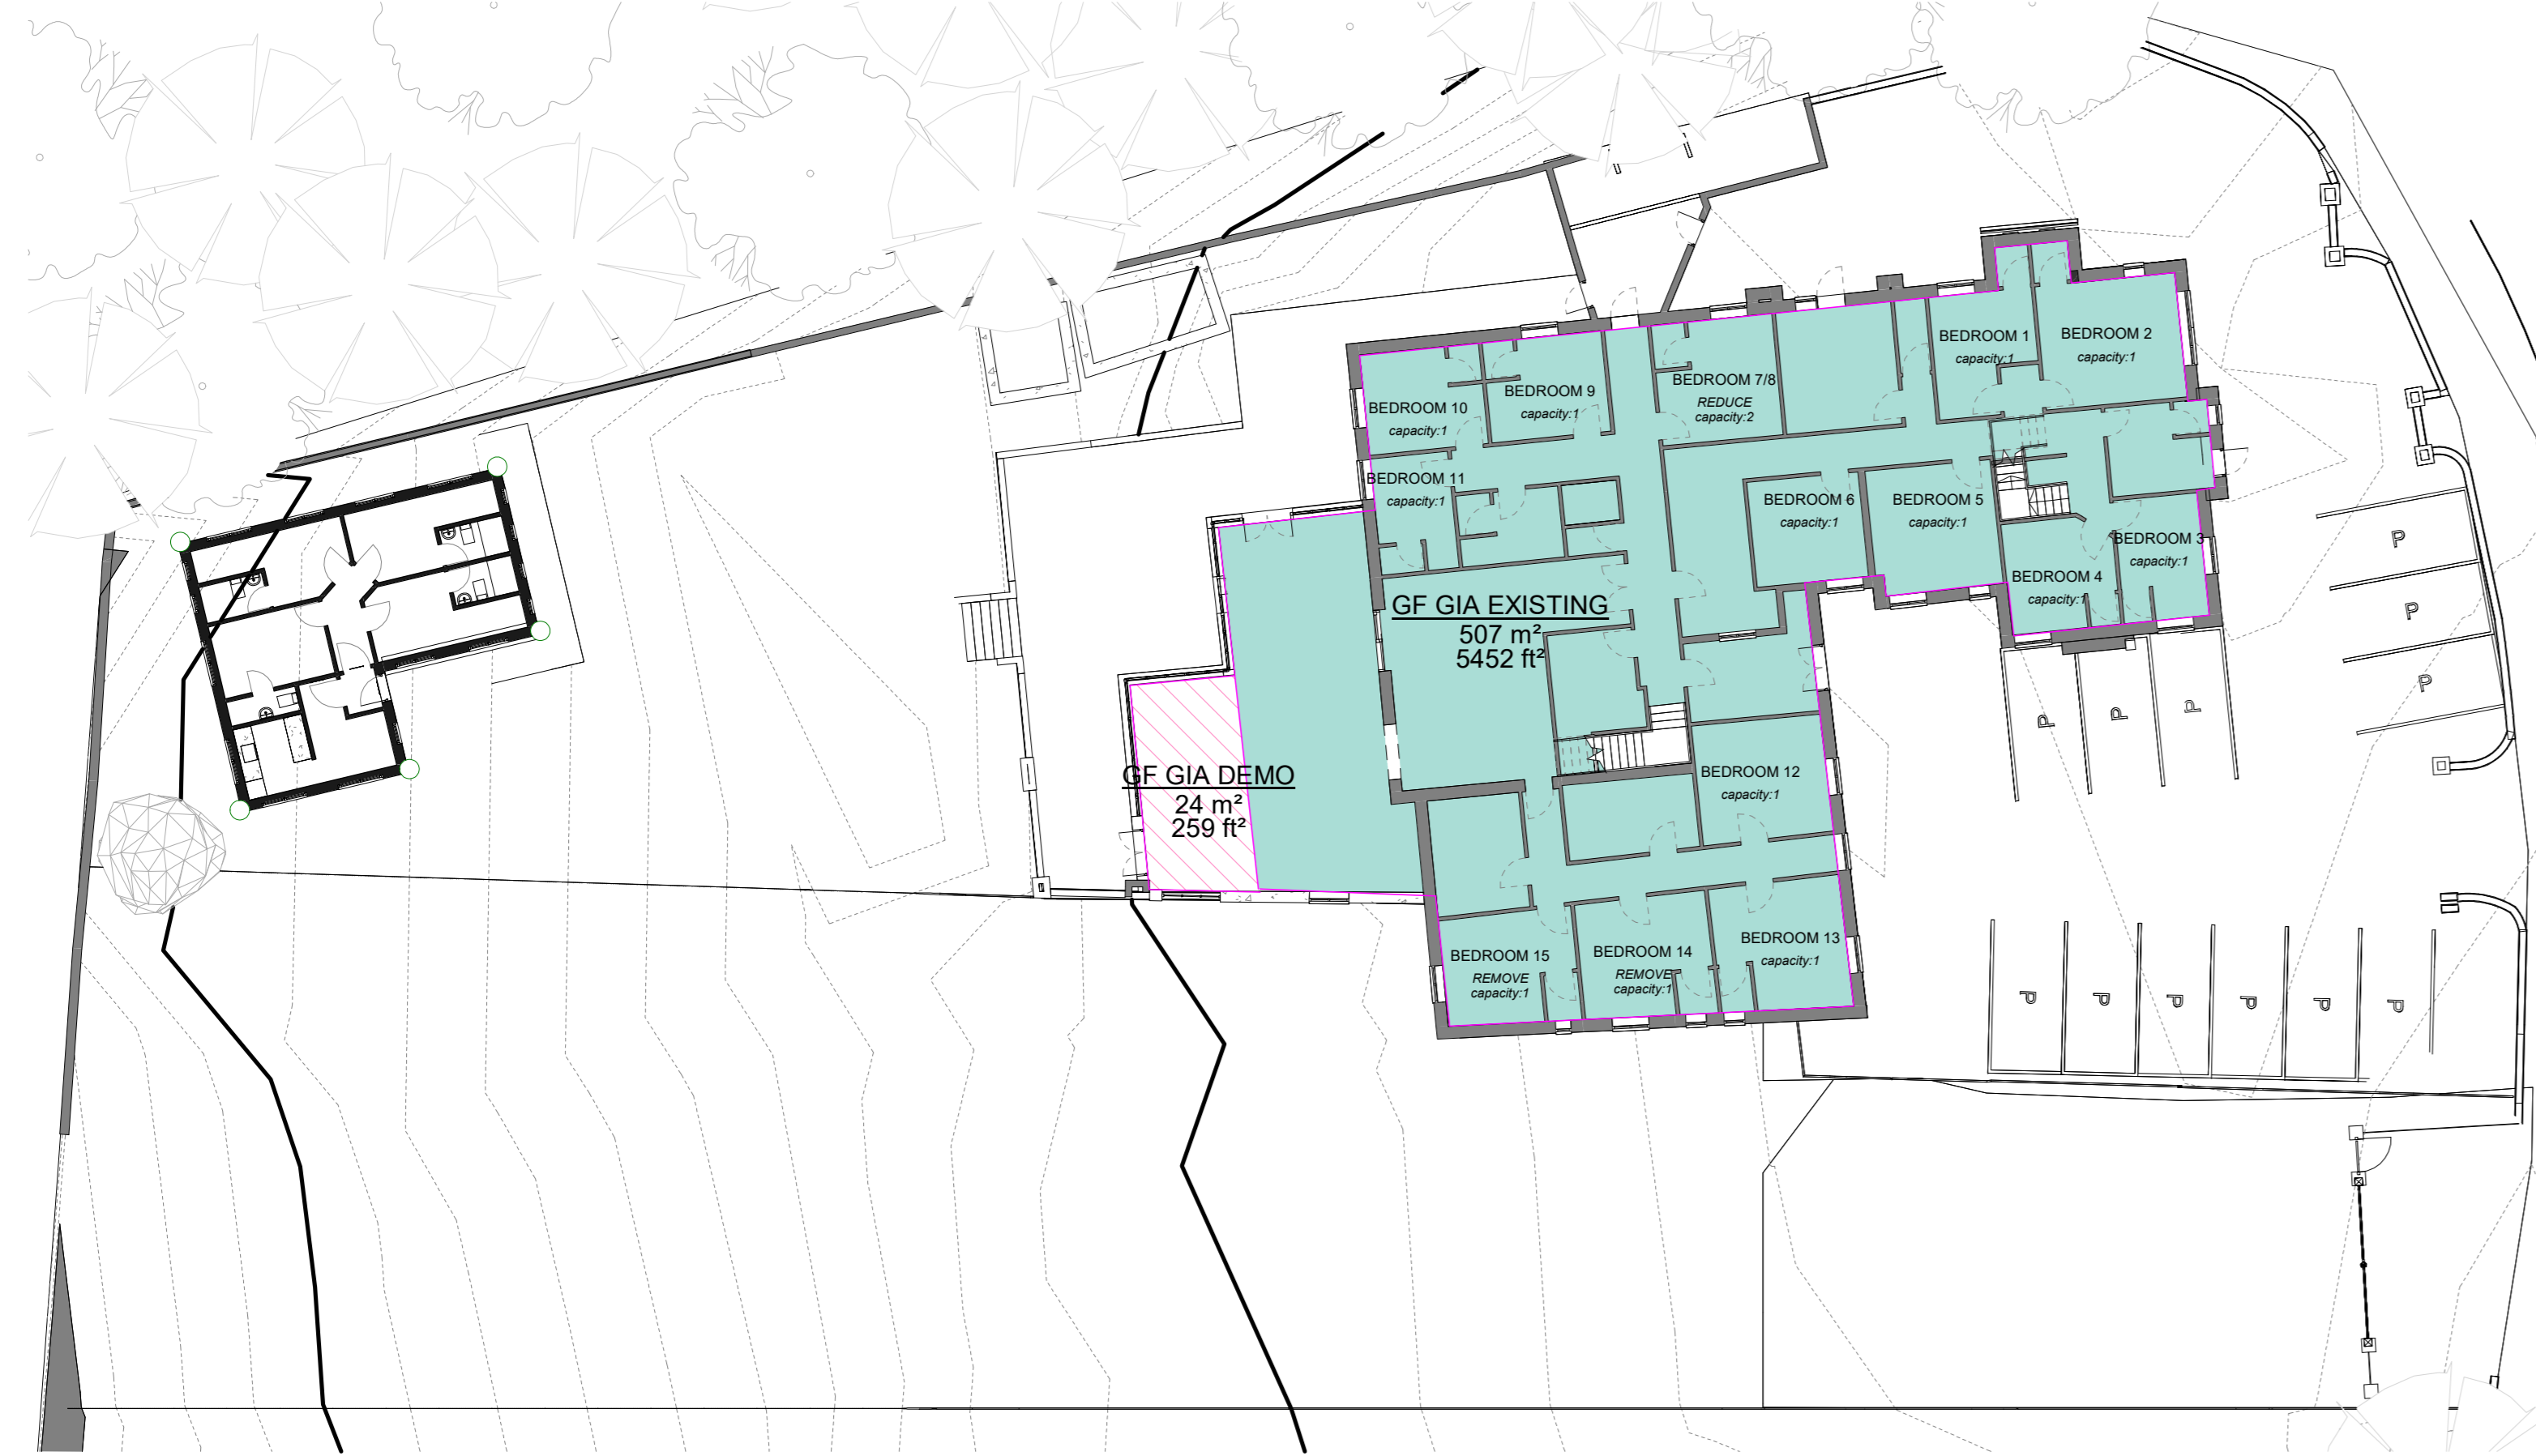 BEDROOM 1
capacity:1
BEDROOM 2
capacity:1
BEDROOM 7/8
REDUCE
capacity:2
BEDROOM 9
capacity:1
BEDROOM 10
capacity:1
BEDROOM 11
capacity:1
BEDROOM 6
capacity:1
BEDROOM 5
capacity:1
BEDROOM 3
capacity:1
BEDROOM 4
capacity:1
GF GIA EXISTING
507 m²
5452 ft²
GF GIA DEMO
24 m²
259 ft²
BEDROOM 12
capacity:1
BEDROOM 13
capacity:1
BEDROOM 14
REMOVE
capacity:1
BEDROOM 15
REMOVE
capacity:1
P
P
P
P
P
P
P
P
P
P
P
P